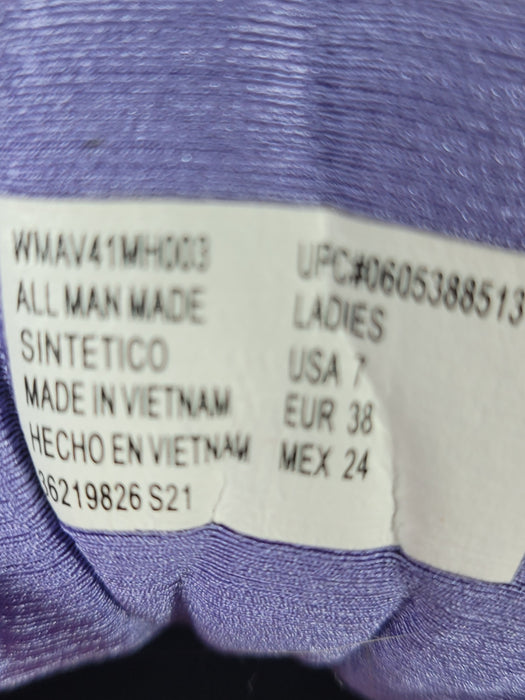 WMAV41MH003
ALL MAN MADE
SINTETICO
MADE IN VIETNAM
HECHO EN VIETNAM
36219826 S21
UPC#0605388513
LADIES
USA 7
EUR 38
MEX 24